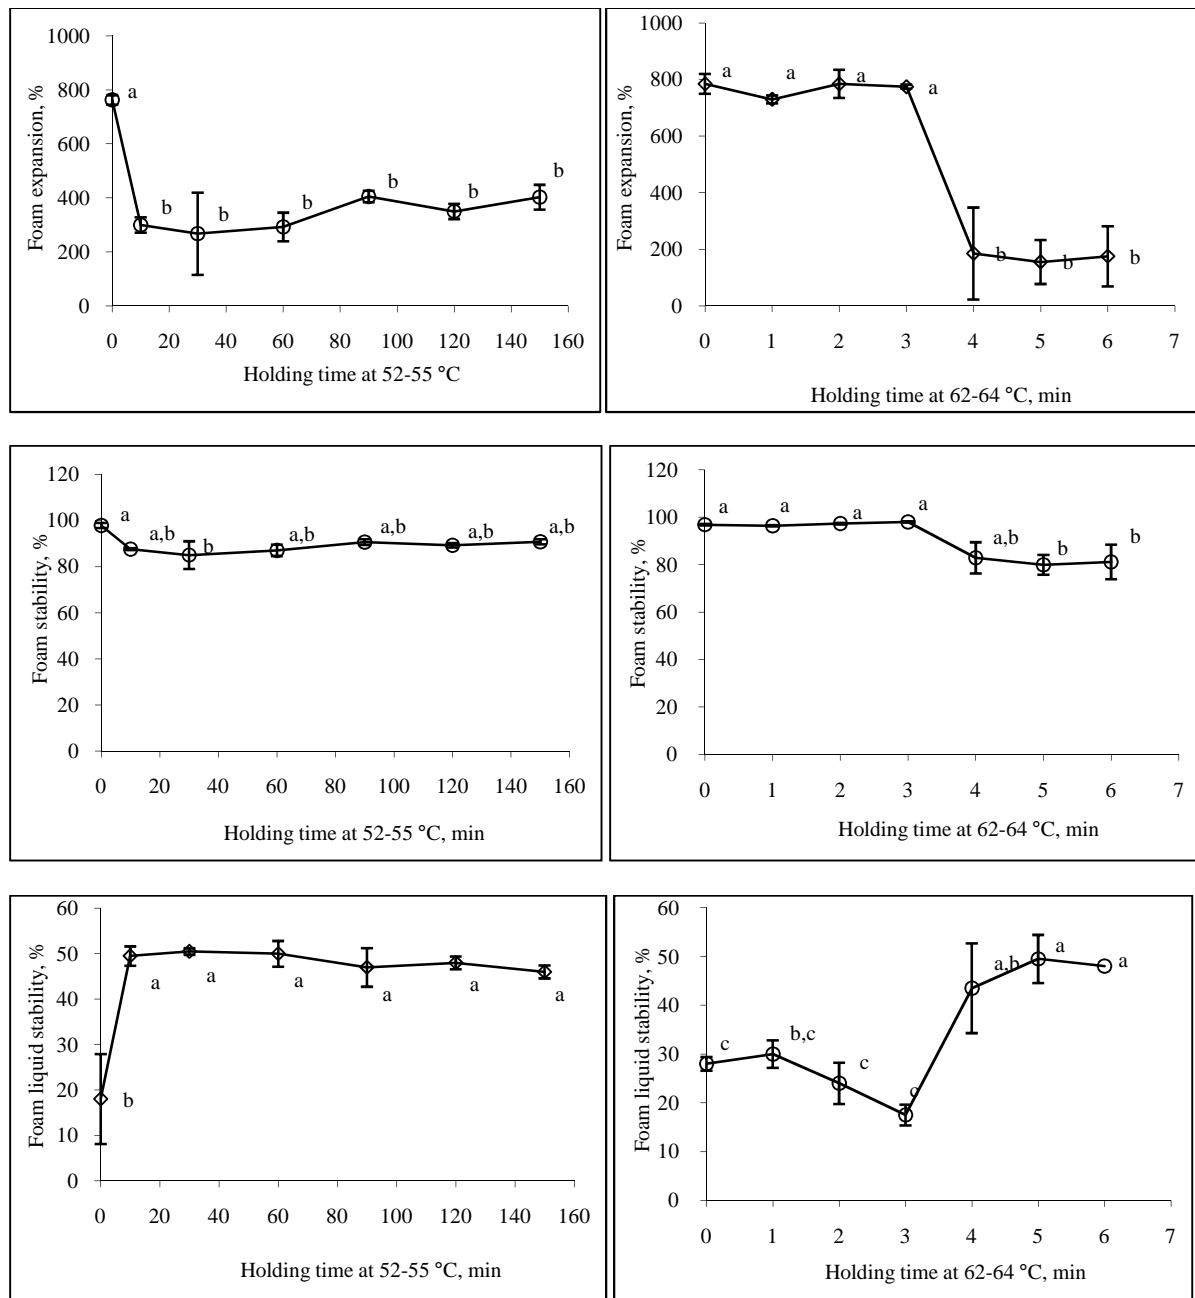 Foam expansion, %
1000
800
600
400
200
0
a
b
b
b
b
b
b
0 20 40 60 80 100 120 140 160
Holding time at 52-55 °C
Foam expansion, %
1000
800
600
400
200
0
a
a
a
a
b
b
b
0 1 2 3 4 5 6 7
Holding time at 62-64 °C, min
Foam stability, %
120
100
80
60
40
20
0
a
a,b
b
a,b
a,b
a,b
a,b
0 20 40 60 80 100 120 140 160
Holding time at 52-55 °C, min
Foam stability, %
120
100
80
60
40
20
0
a
a
a
a
a,b
b
b
0 1 2 3 4 5 6 7
Holding time at 62-64 °C, min
Foam liquid stability, %
60
50
40
30
20
10
0
b
a
a
a
a
a
a
0 20 40 60 80 100 120 140 160
Holding time at 52-55 °C, min
Foam liquid stability, %
60
50
40
30
20
10
0
c
b,c
c
c
a,b
a
a
0 1 2 3 4 5 6 7
Holding time at 62-64 °C, min